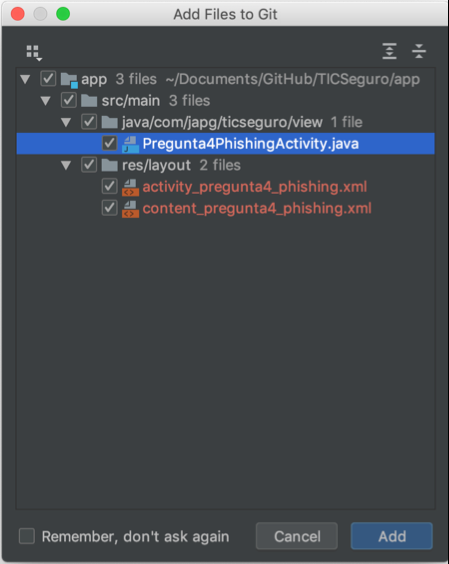 Add Files to Git
app 3 files ~/Documents/GitHub/TICSeguro/app
src/main 3 files
java/com/japg/ticseguro/view 1 file
Pregunta4PhishingActivity.java
res/layout 2 files
activity_pregunta4_phishing.xml
content_pregunta4_phishing.xml
Remember, don't ask again Cancel Add